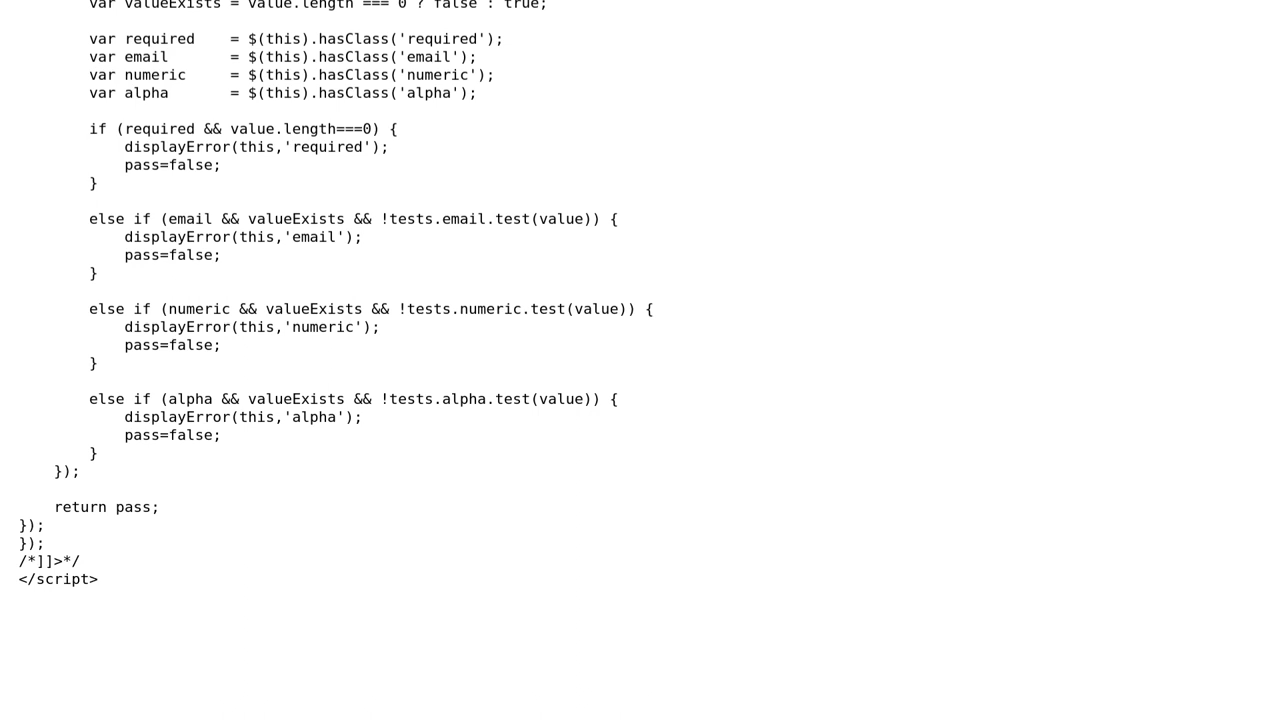 var valueExists = value.length === 0 ? false : true;
var required    = $(this).hasClass('required');
var email       = $(this).hasClass('email');
var numeric     = $(this).hasClass('numeric');
var alpha       = $(this).hasClass('alpha');
if (required && value.length===0) {
displayError(this,'required');
pass=false;
}
else if (email && valueExists && !tests.email.test(value)) {
displayError(this,'email');
pass=false;
}
else if (numeric && valueExists && !tests.numeric.test(value)) {
displayError(this,'numeric');
pass=false;
}
else if (alpha && valueExists && !tests.alpha.test(value)) {
displayError(this,'alpha');
pass=false;
}
});
return pass;
});
});
/*]]>*/
</script>